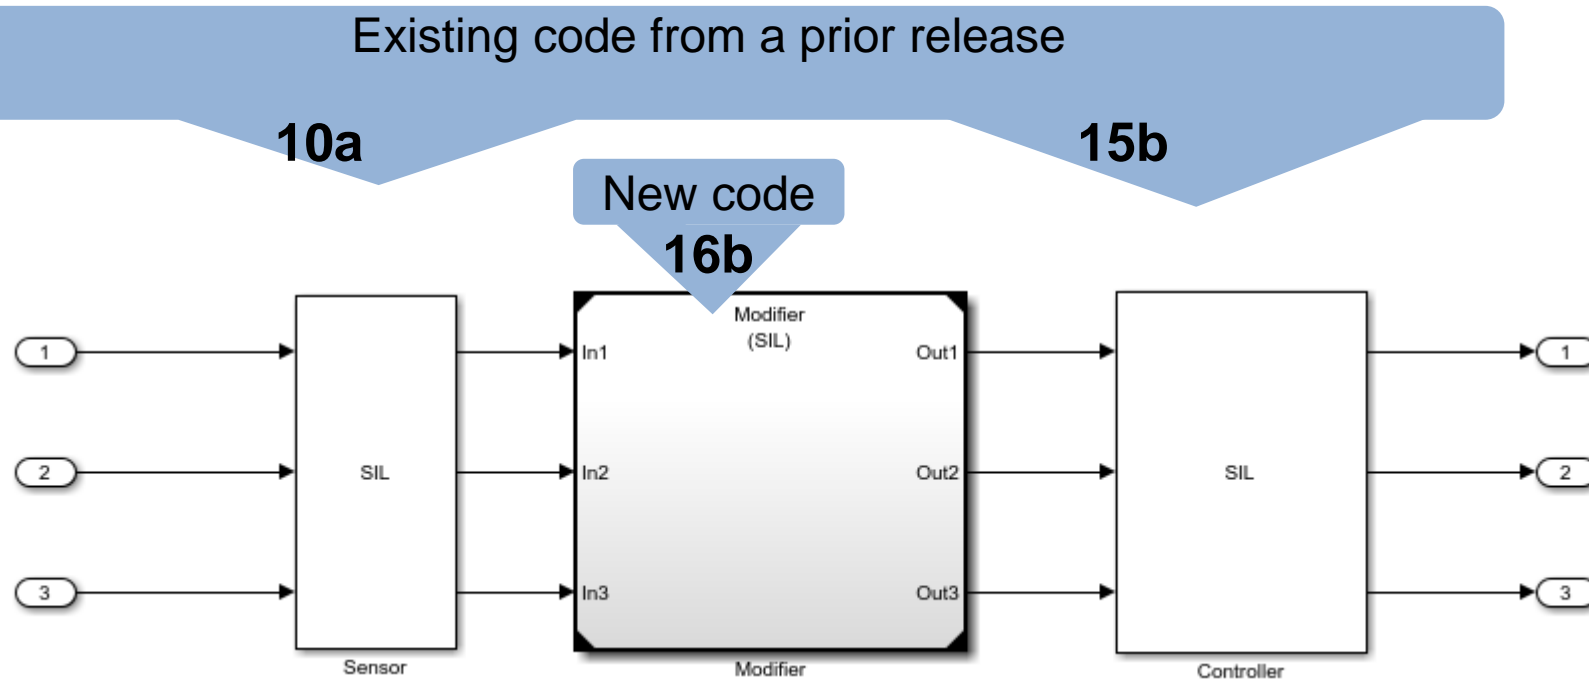 Existing code from a prior release
10a
15b
New code
16b
Modifier
(SIL)
1
In1
Out1
1
2
SIL
In2
Out2
SIL
2
3
In3
Out3
3
Sensor
Modifier
Controller